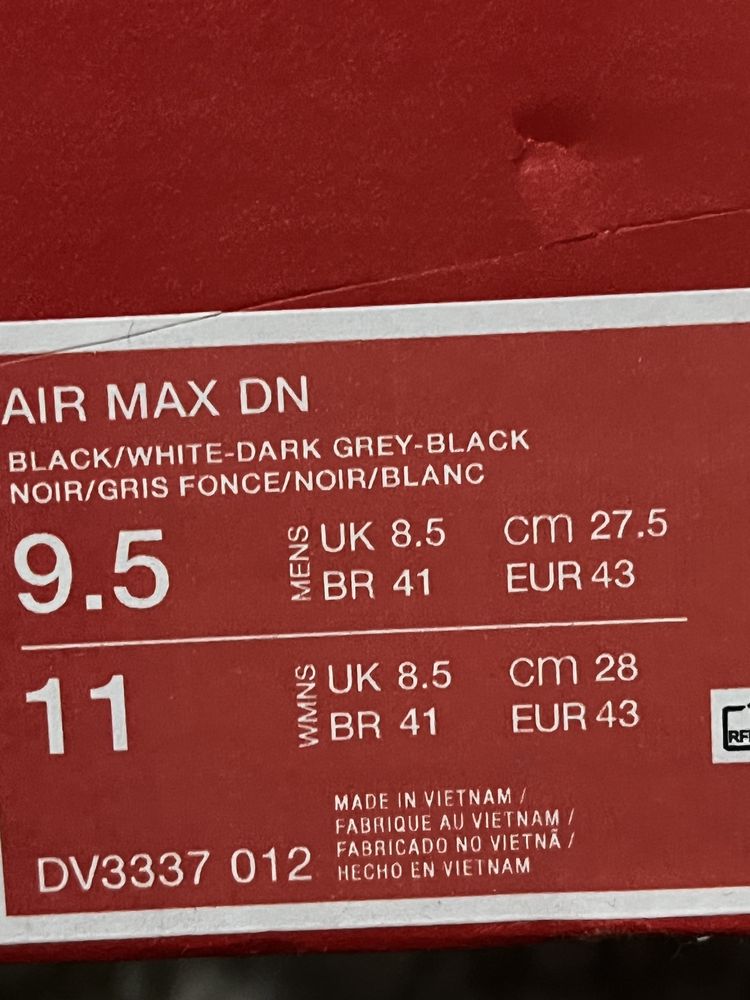 AIR MAX DN
BLACK/WHITE-DARK GREY-BLACK
NOIR/GRIS FONCE/NOIR/BLANC
9.5 MENS UK 8.5 CM 27.5
BR 41 EUR 43
11 WMNS UK 8.5 CM 28
BR 41 EUR 43
MADE IN VIETNAM /
FABRIQUE AU VIETNAM /
FABRICADO NO VIETNÃ /
HECHO EN VIETNAM
DV3337 012